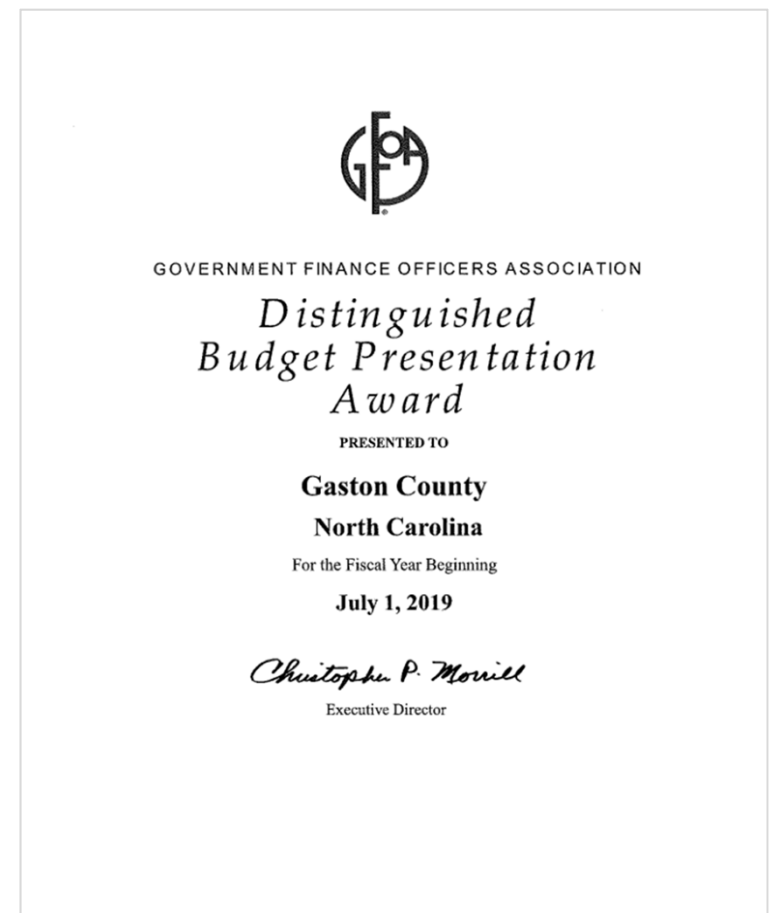 GFOA
GOVERNMENT FINANCE OFFICERS ASSOCIATION
Distinguished
Budget Presentation
Award
PRESENTED TO
Gaston County
North Carolina
For the Fiscal Year Beginning
July 1, 2019
Christopher P. Morrill
Executive Director